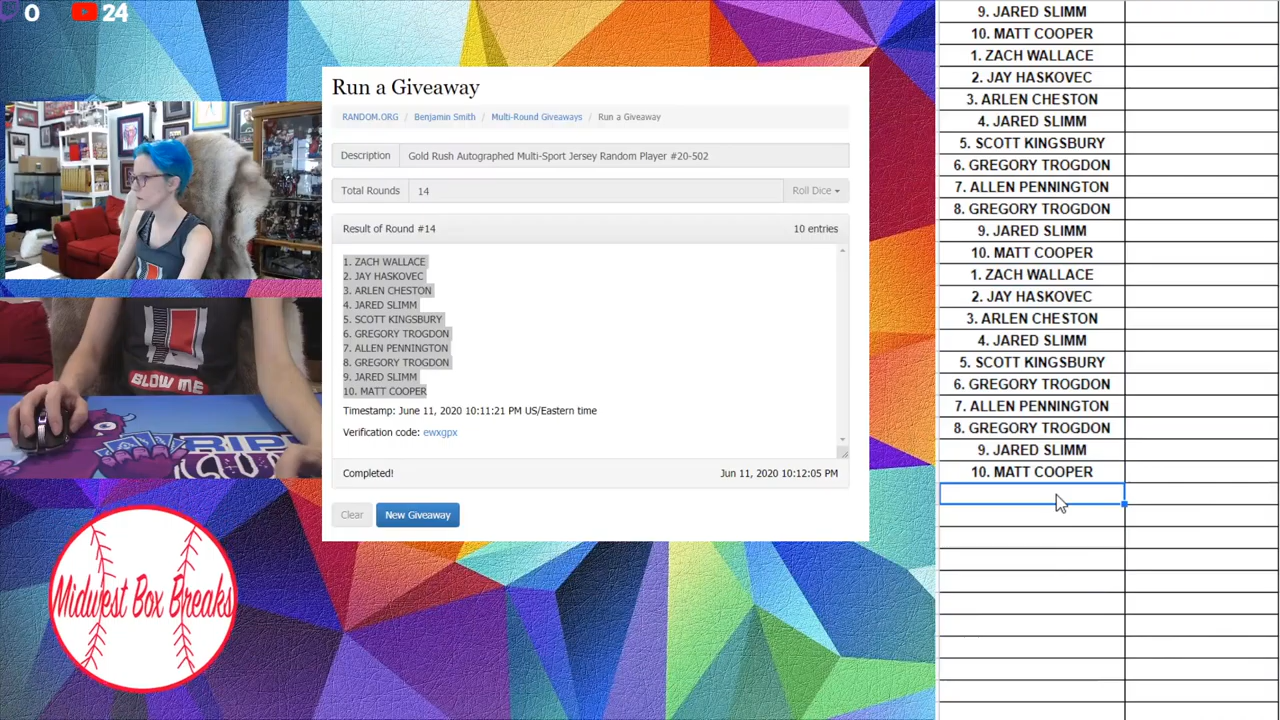 0 24
Run a Giveaway
RANDOM.ORG / Benjamin Smith / Multi-Round Giveaways / Run a Giveaway
Description Gold Rush Autographed Multi-Sport Jersey Random Player #20-502
Total Rounds 14 Roll Dice
Result of Round #14 10 entries
1. ZACH WALLACE
2. JAY HASKOVEC
3. ARLEN CHESTON
4. JARED SLIMM
5. SCOTT KINGSBURY
6. GREGORY TROGDON
7. ALLEN PENNINGTON
8. GREGORY TROGDON
9. JARED SLIMM
10. MATT COOPER
Timestamp: June 11, 2020 10:11:21 PM US/Eastern time
Verification code: ewxgpx
Completed! Jun 11, 2020 10:12:05 PM
Clear New Giveaway
BLOW ME
Midwest Box Breaks
9. JARED SLIMM
10. MATT COOPER
1. ZACH WALLACE
2. JAY HASKOVEC
3. ARLEN CHESTON
4. JARED SLIMM
5. SCOTT KINGSBURY
6. GREGORY TROGDON
7. ALLEN PENNINGTON
8. GREGORY TROGDON
9. JARED SLIMM
10. MATT COOPER
1. ZACH WALLACE
2. JAY HASKOVEC
3. ARLEN CHESTON
4. JARED SLIMM
5. SCOTT KINGSBURY
6. GREGORY TROGDON
7. ALLEN PENNINGTON
8. GREGORY TROGDON
9. JARED SLIMM
10. MATT COOPER